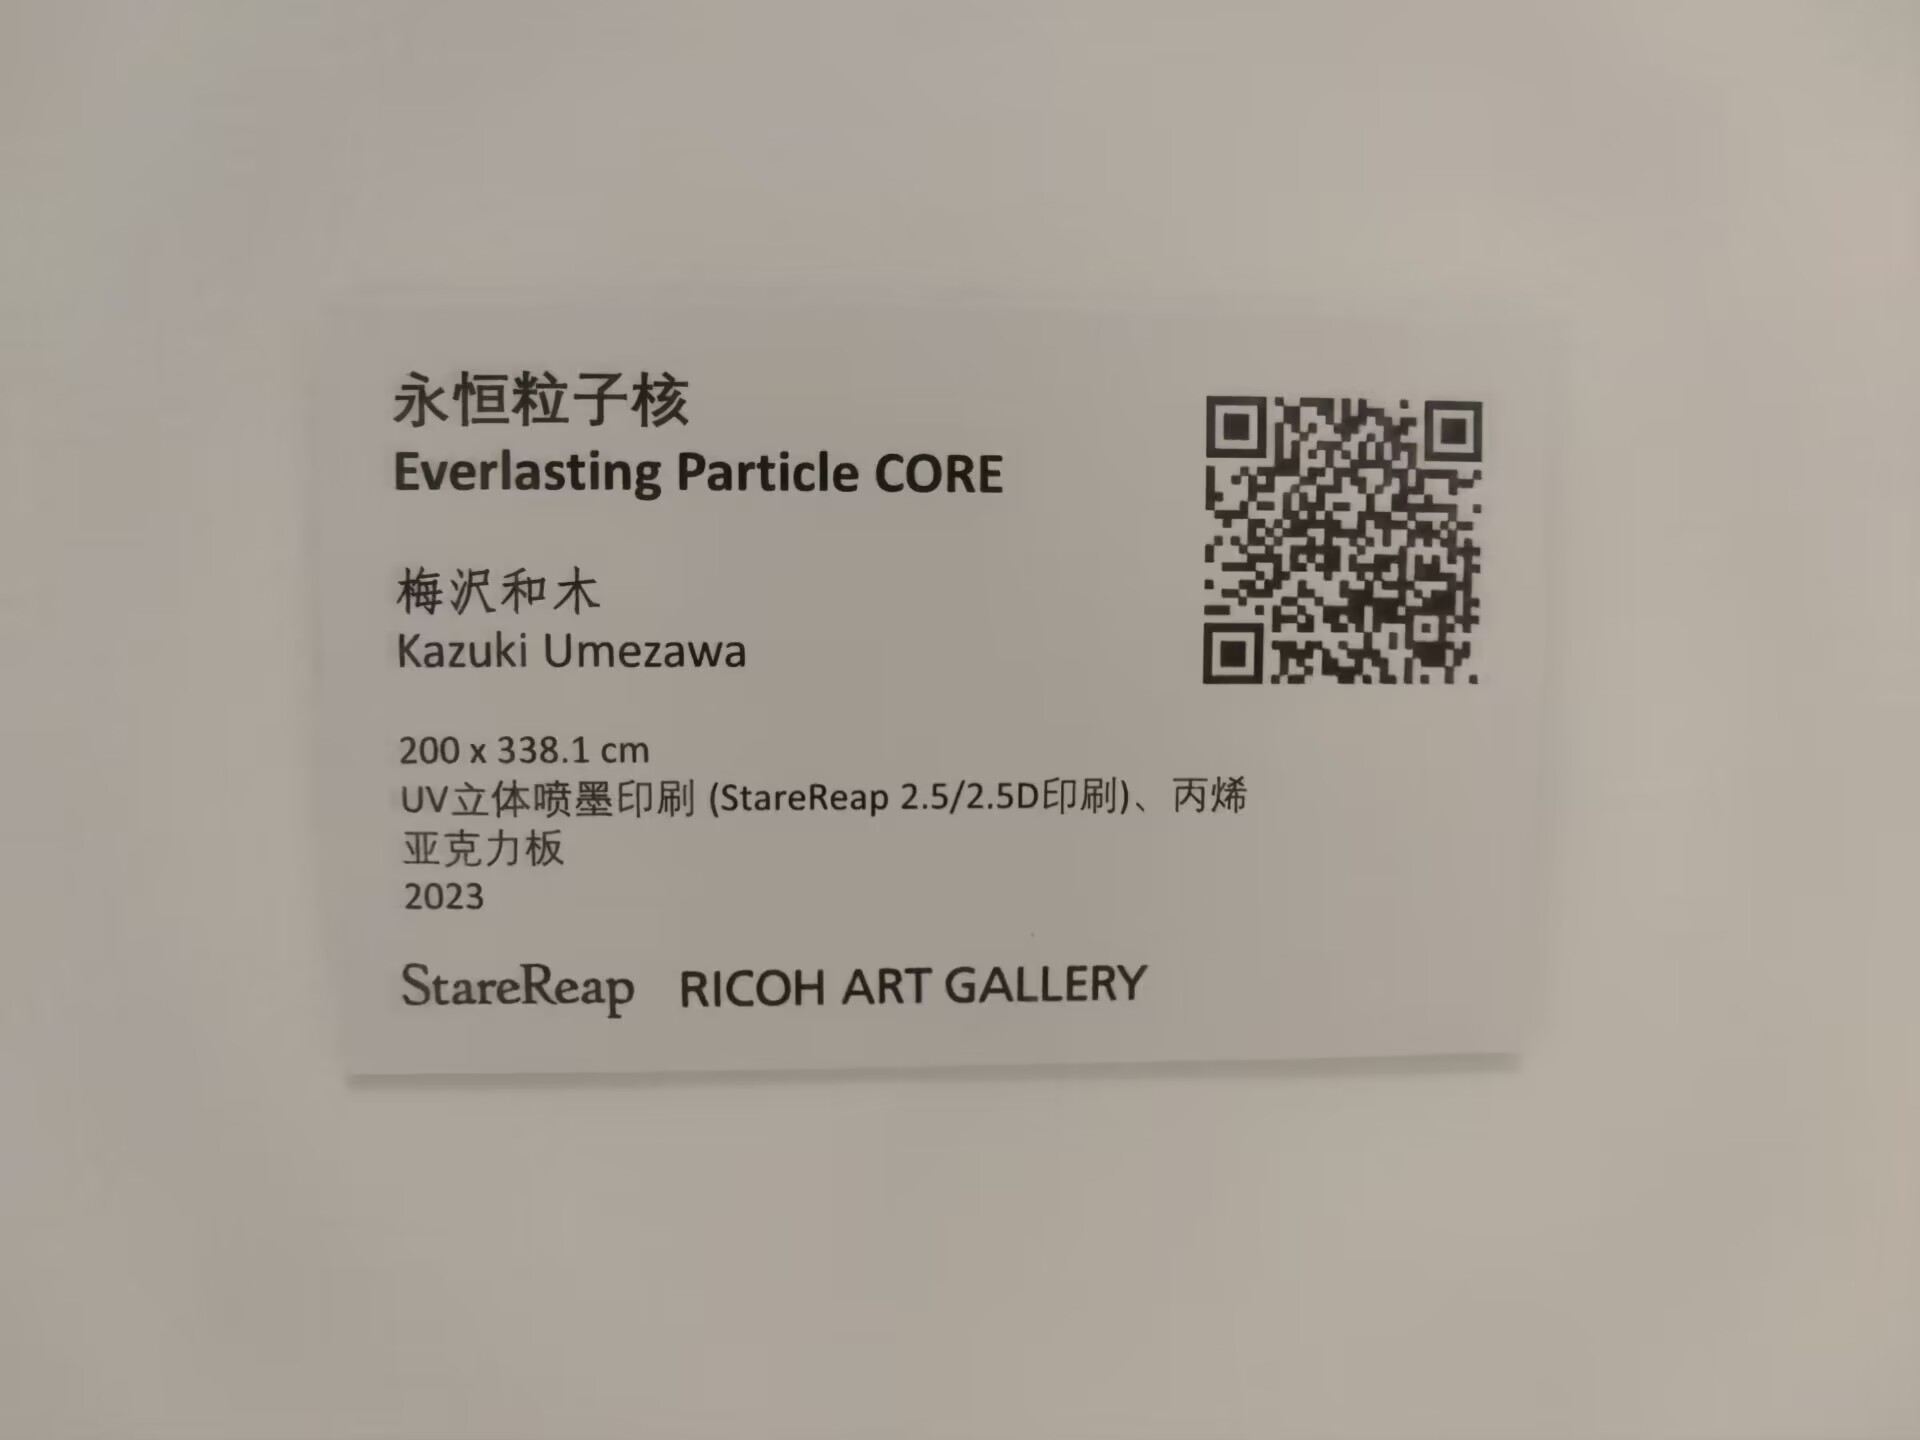 永恒粒子核
Everlasting Particle CORE
梅沢和木
Kazuki Umezawa
200 x 338.1 cm
UV立体喷墨印刷 (StareReap 2.5/2.5D印刷)、丙烯
亚克力板
2023
StareReap RICOH ART GALLERY